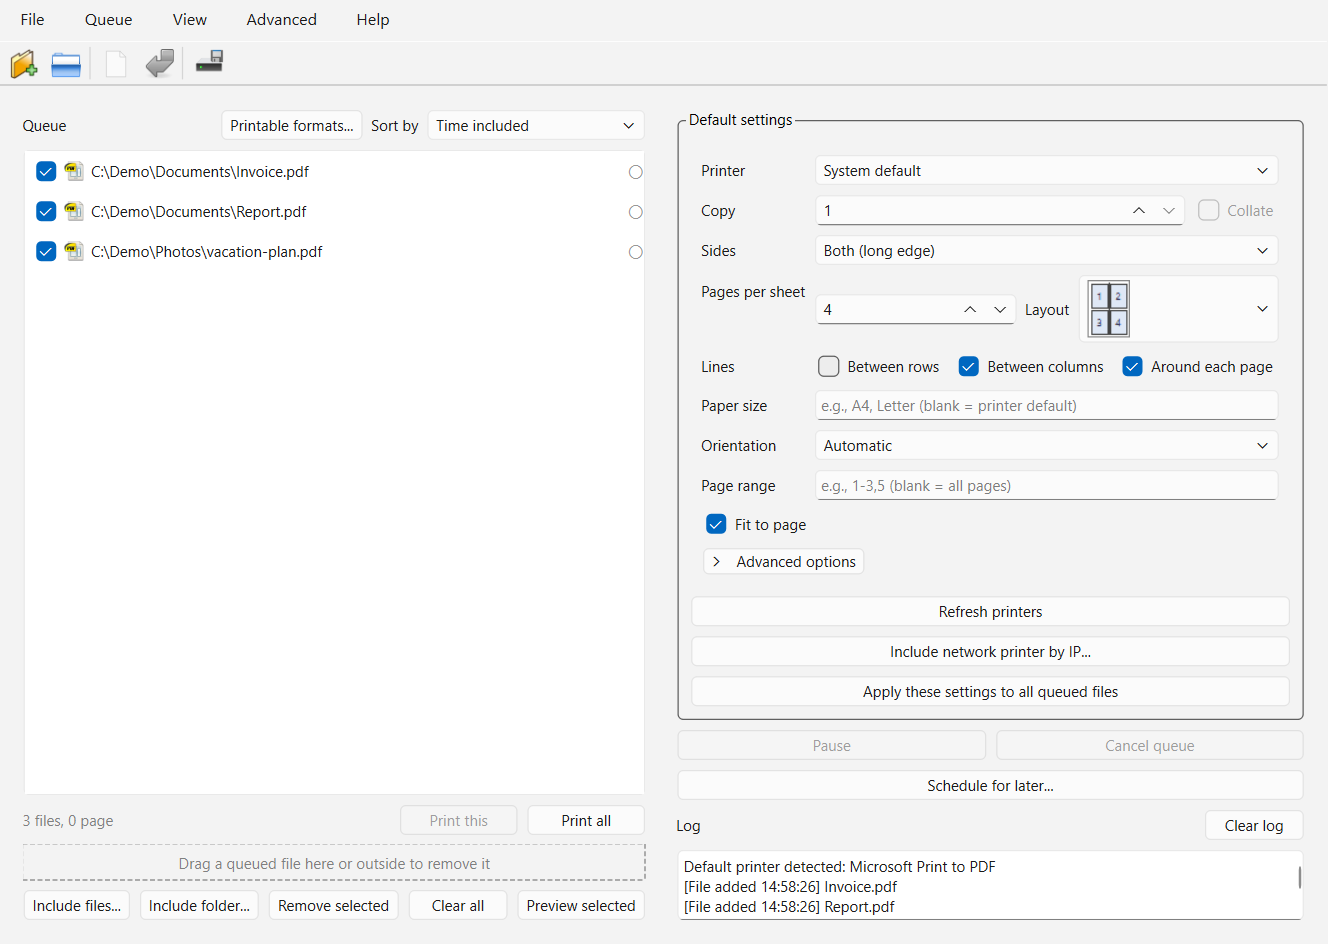 File Queue View Advanced Help
Queue Printable formats... Sort by Time included
C:\Demo\Documents\Invoice.pdf
C:\Demo\Documents\Report.pdf
C:\Demo\Photos\vacation-plan.pdf
3 files, 0 page Print this Print all
Drag a queued file here or outside to remove it
Include files... Include folder... Remove selected Clear all Preview selected
Default settings
Printer System default
Copy 1 Collate
Sides Both (long edge)
Pages per sheet 4 Layout
1 2
3 4
Lines Between rows Between columns Around each page
Paper size e.g., A4, Letter (blank = printer default)
Orientation Automatic
Page range e.g., 1-3,5 (blank = all pages)
Fit to page
Advanced options
Refresh printers
Include network printer by IP...
Apply these settings to all queued files
Pause Cancel queue
Schedule for later...
Log Clear log
Default printer detected: Microsoft Print to PDF
[File added 14:58:26] Invoice.pdf
[File added 14:58:26] Report.pdf